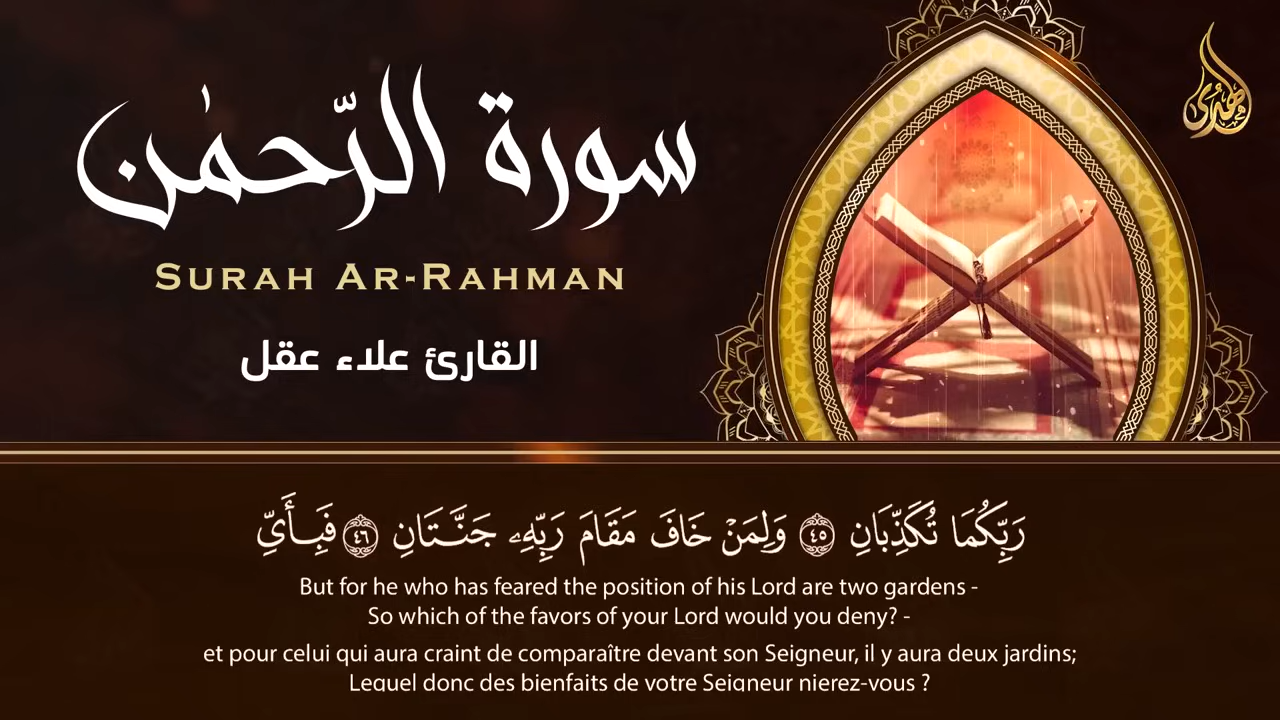 سورة الرّحمٰن
SURAH AR-RAHMAN
القارئ علاء عقل
الهدى
رَبِّكُمَا تُكَذِّبَانِ ٤٥ وَلِمَنْ خَافَ مَقَامَ رَبِّهِۦ جَنَّتَانِ ٤٦ فَبِأَيِّ
But for he who has feared the position of his Lord are two gardens -
So which of the favors of your Lord would you deny? -
et pour celui qui aura craint de comparaître devant son Seigneur, il y aura deux jardins;
Lequel donc des bienfaits de votre Seigneur nierez-vous ?